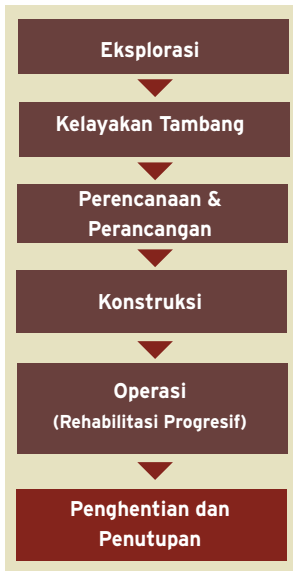 Eksplorasi
Kelayakan Tambang
Perencanaan &
Perancangan
Konstruksi
Operasi
(Rehabilitasi Progresif)
Penghentian dan
Penutupan